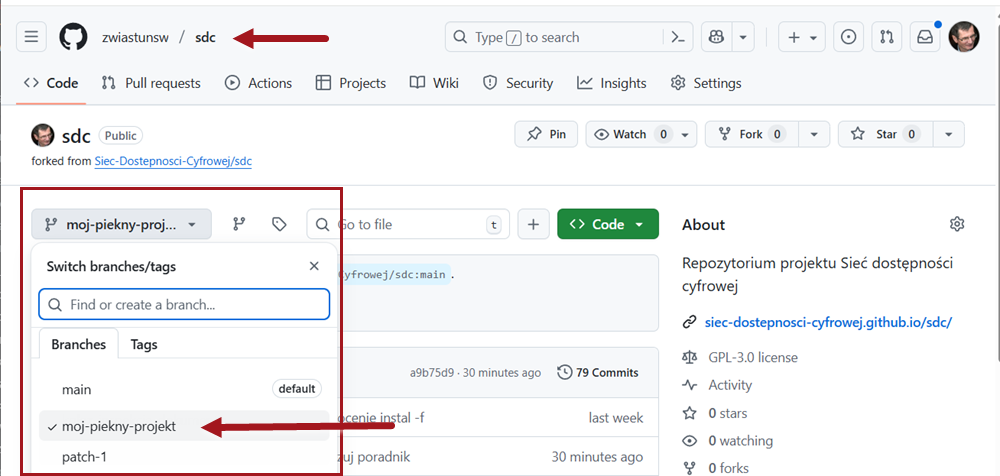 zwiastunsw / sdc
Type / to search
Code Pull requests Actions Projects Wiki Security Insights Settings
sdc Public
Pin Watch 0 Fork 0 Star 0
forked from Siec-Dostepnosci-Cyfrowej/sdc
moj-piekny-proj... Go to file t Code
Switch branches/tags
yfrowej/sdc:main .
Find or create a branch...
Branches Tags
a9b75d9 · 30 minutes ago 79 Commits
main default
moj-piekny-projekt
ocenie instal -f last week
patch-1
zuj poradnik 30 minutes ago
About
Repozytorium projektu Sieć dostępności
cyfrowej
siec-dostepnosci-cyfrowej.github.io/sdc/
GPL-3.0 license
Activity
0 stars
0 watching
0 forks